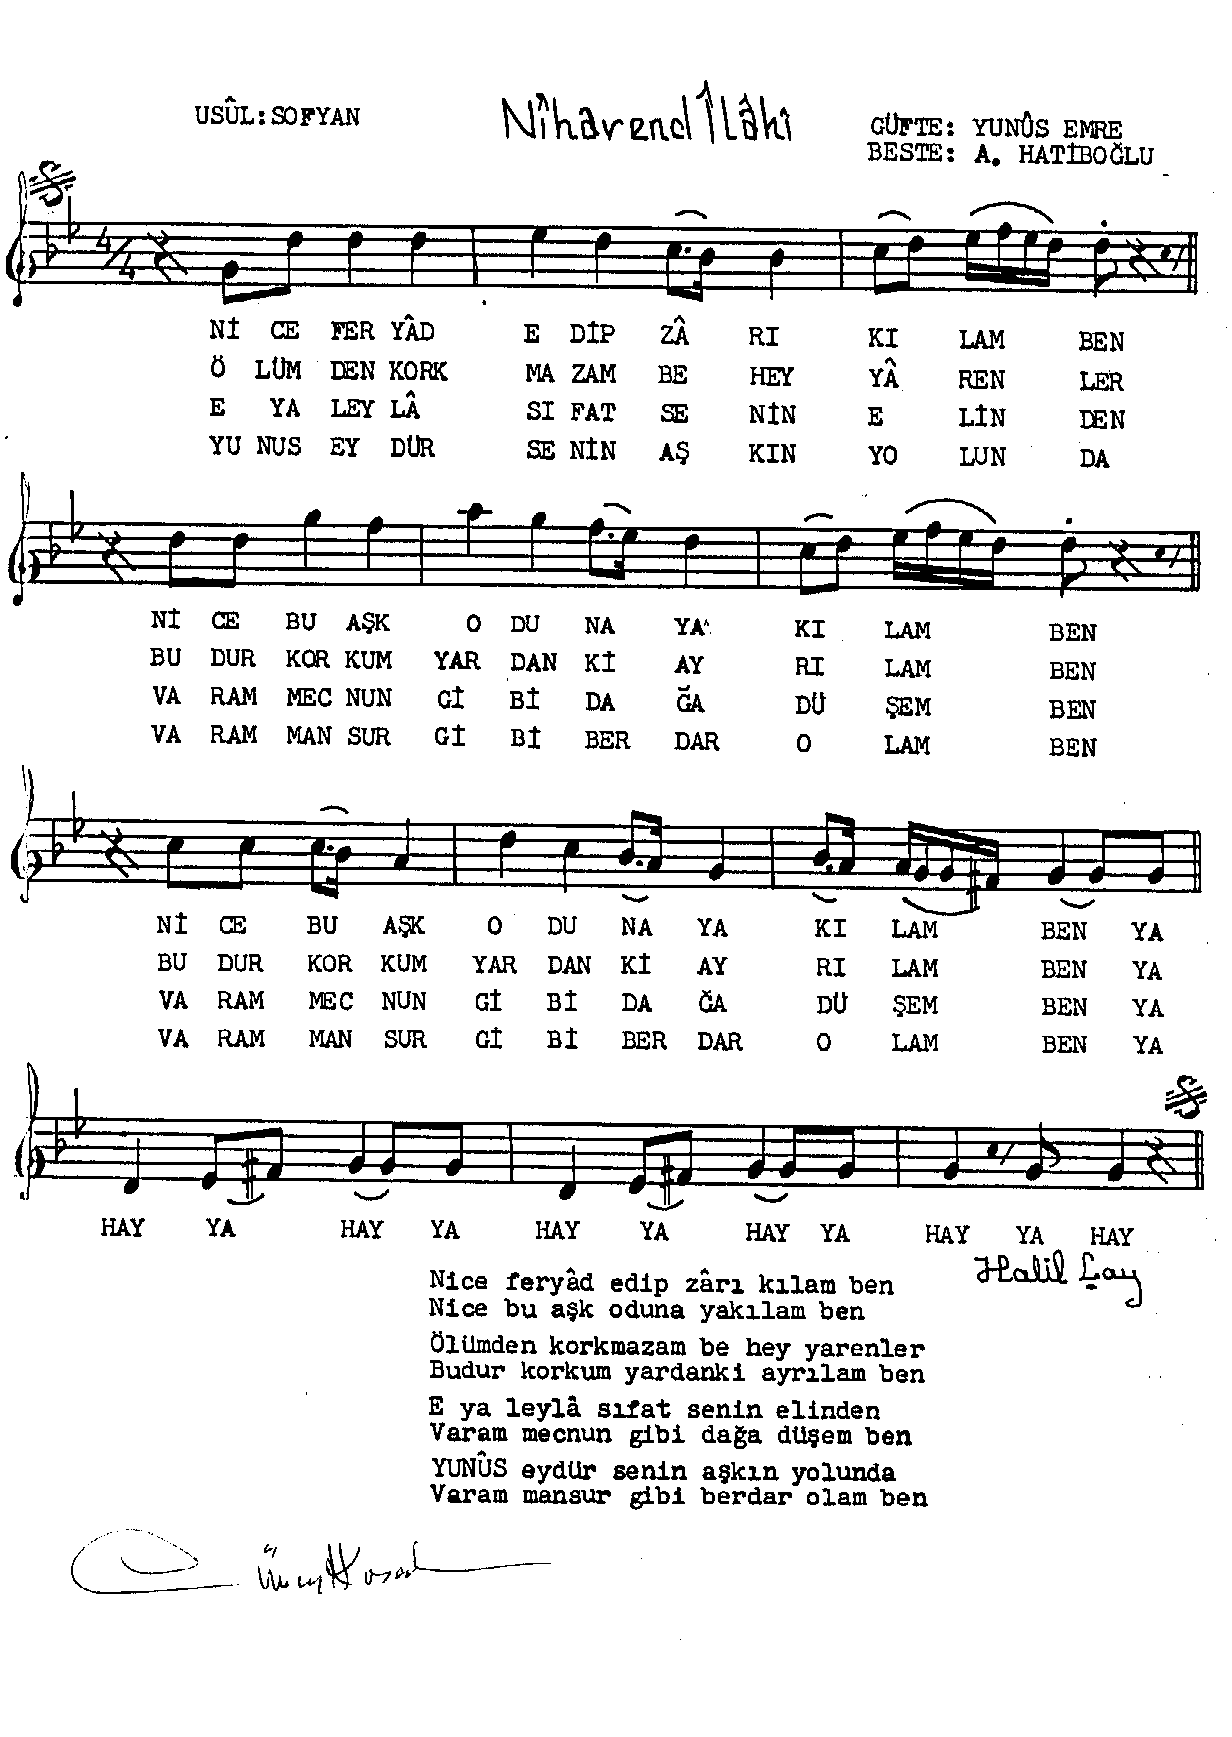 USÛL:SOFYAN
Nihâvend İlâhi
GÜFTE: YUNÛS EMRE
BESTE: A. HATİBOĞLU
4/4
Nİ CE FER YÂD E DİP ZÂ RI KI LAM BEN
Ö LÜM DEN KORK MA ZAM BE HEY YÂ REN LER
E YA LEY LÂ SI FAT SE NİN E LİN DEN
YU NUS EY DÜR SE NİN AŞ KIN YO LUN DA
Nİ CE BU AŞK O DU NA YA KI LAM BEN
BU DUR KOR KUM YAR DAN Kİ AY RI LAM BEN
VA RAM MEC NUN Gİ Bİ DA ĞA DÜ ŞEM BEN
VA RAM MAN SUR Gİ Bİ BER DAR O LAM BEN
Nİ CE BU AŞK O DU NA YA KI LAM BEN YA
BU DUR KOR KUM YAR DAN Kİ AY RI LAM BEN YA
VA RAM MEC NUN Gİ Bİ DA ĞA DÜ ŞEM BEN YA
VA RAM MAN SUR Gİ Bİ BER DAR O LAM BEN YA
HAY YA HAY YA HAY YA HAY YA HAY YA HAY
Halil Çay
Nice feryâd edip zârı kılam ben
Nice bu aşk oduna yakılam ben
Ölümden korkmazam be hey yarenler
Budur korkum yardanki ayrılam ben
E ya leylâ sıfat senin elinden
Varam mecnun gibi dağa düşem ben
YUNÛS eydür senin aşkın yolunda
Varam mansur gibi berdar olam ben